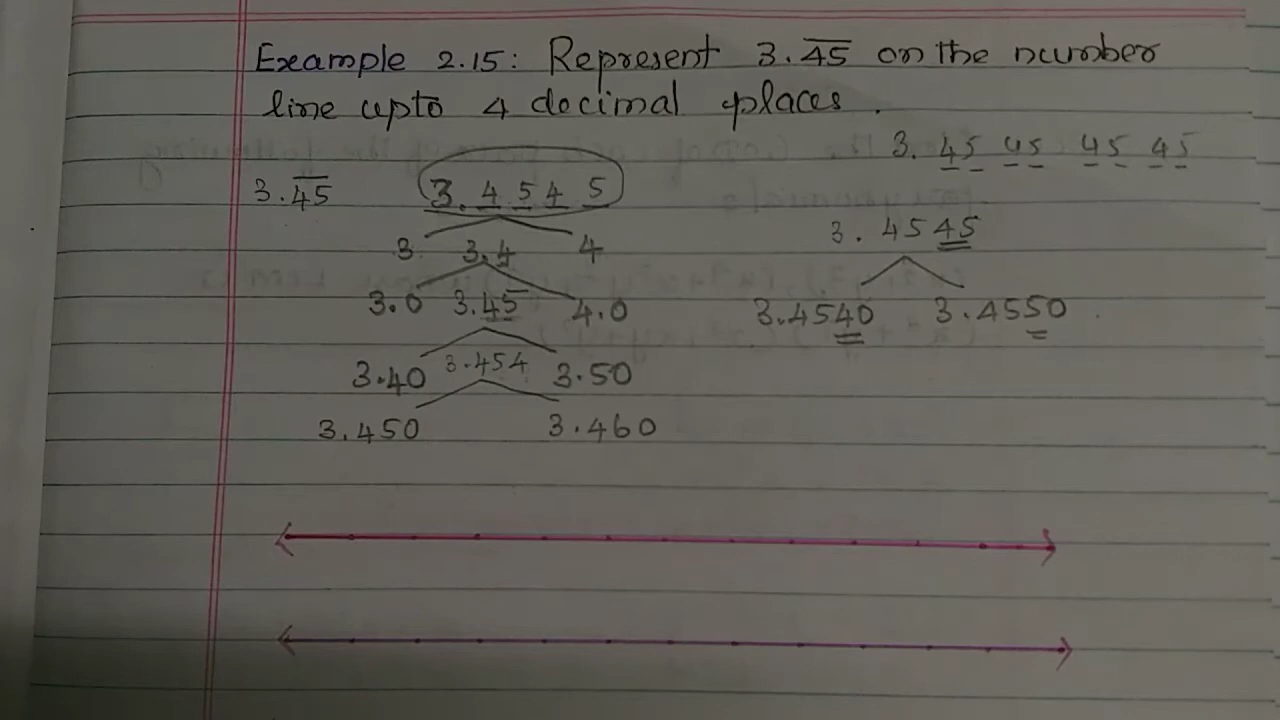 Example 2.15: Represent 3.4̅5̅ on the number
line upto 4 decimal places.
3.45 45 45 45
3.4̅5̅ 3.4545
3.4545
3 3.4 4
3.0 3.45 4.0
3.4540 3.4550
3.40 3.454 3.50
3.450 3.460